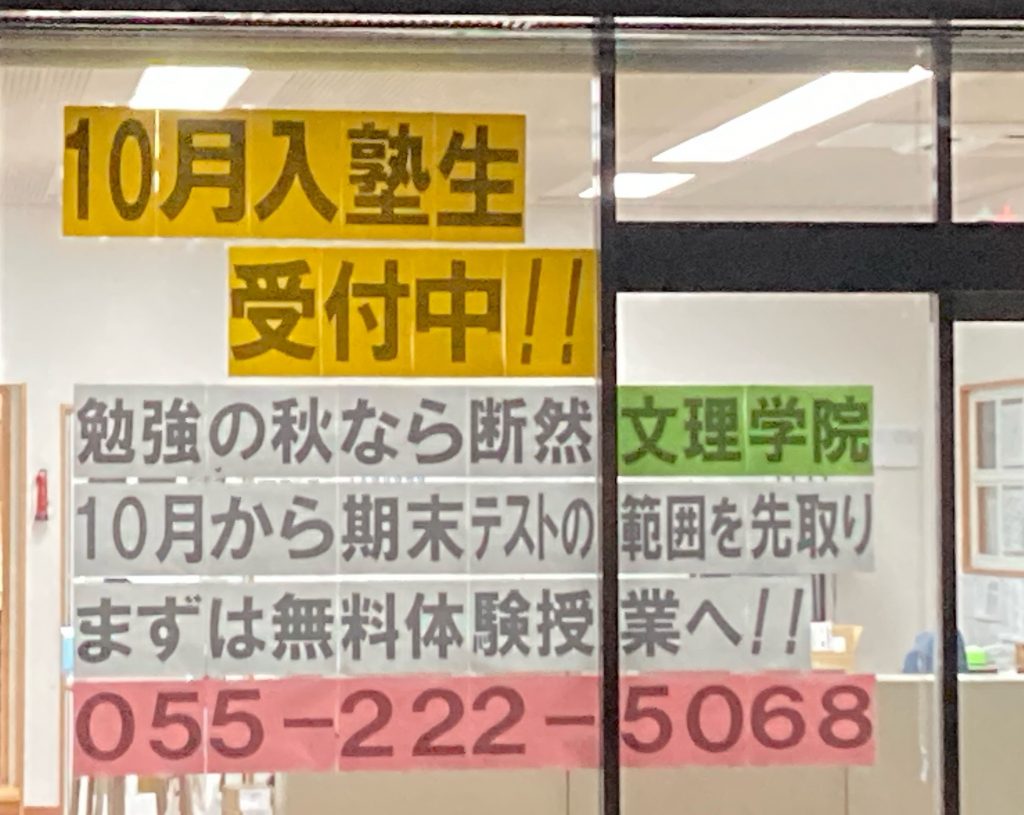 10月入塾生
受付中!!
勉強の秋なら断然文理学院
10月から期末テストの範囲を先取り
まずは無料体験授業へ!!
055-222-5068